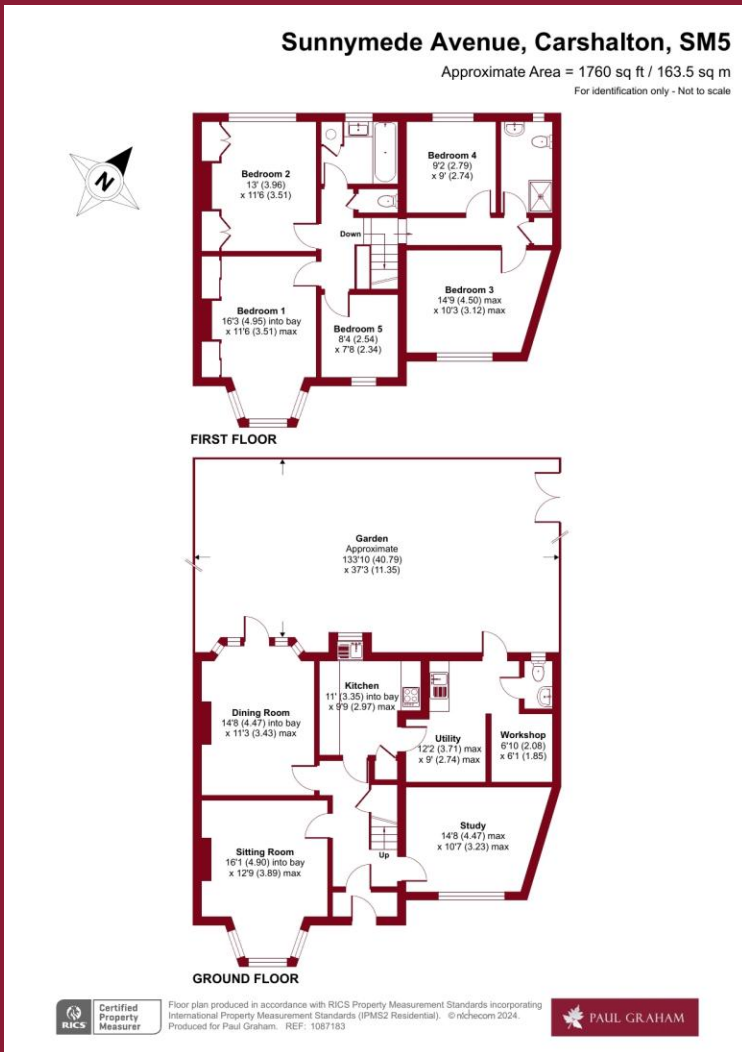 Sunnymede Avenue, Carshalton, SM5
Approximate Area = 1760 sq ft / 163.5 sq m
For identification only - Not to scale
N
Bedroom 2
13' (3.96)
x 11'6 (3.51)
Bedroom 4
9'2 (2.79)
x 9' (2.74)
Down
Bedroom 1
16'3 (4.95) into bay
x 11'6 (3.51) max
Bedroom 5
8'4 (2.54)
x 7'8 (2.34)
Bedroom 3
14'9 (4.50) max
x 10'3 (3.12) max
FIRST FLOOR
Garden
Approximate
133'10 (40.79)
x 37'3 (11.35)
Dining Room
14'8 (4.47) into bay
x 11'3 (3.43) max
Kitchen
11' (3.35) into bay
x 9'9 (2.97) max
Utility
12'2 (3.71) max
x 9' (2.74) max
Workshop
6'10 (2.08)
x 6'1 (1.85)
Sitting Room
16'1 (4.90) into bay
x 12'9 (3.89) max
Up
Study
14'8 (4.47) max
x 10'7 (3.23) max
GROUND FLOOR
RICS
Certified
Property
Measurer
Floor plan produced in accordance with RICS Property Measurement Standards incorporating
International Property Measurement Standards (IPMS2 Residential). © nichecom 2024.
Produced for Paul Graham. REF: 1087183
PAUL GRAHAM